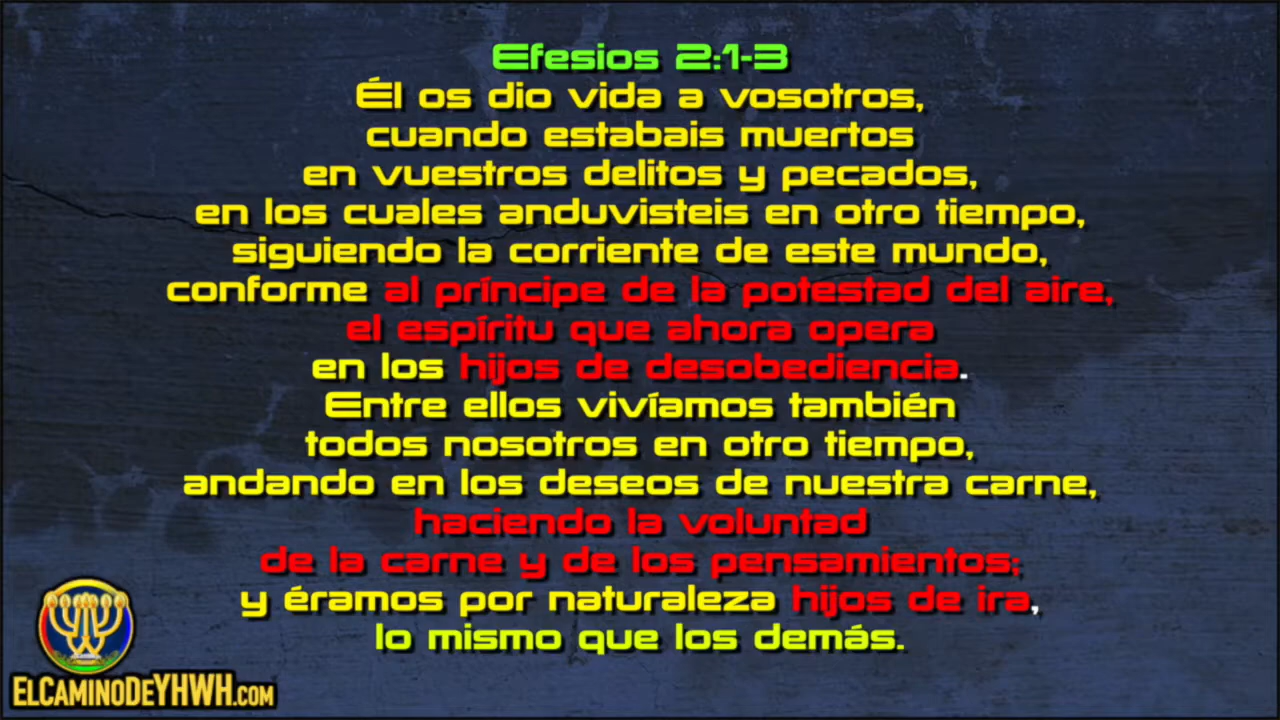 Efesios 2:1-3
Él os dio vida a vosotros,
cuando estabais muertos
en vuestros delitos y pecados,
en los cuales anduvisteis en otro tiempo,
siguiendo la corriente de este mundo,
conforme al príncipe de la potestad del aire,
el espíritu que ahora opera
en los hijos de desobediencia.
Entre ellos vivíamos también
todos nosotros en otro tiempo,
andando en los deseos de nuestra carne,
haciendo la voluntad
de la carne y de los pensamientos;
y éramos por naturaleza hijos de ira,
lo mismo que los demás.
ELCAMINODEYHWH.COM